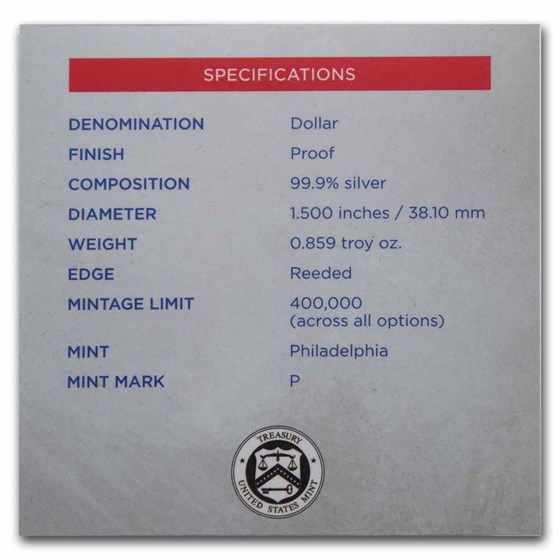 SPECIFICATIONS
DENOMINATION Dollar
FINISH Proof
COMPOSITION 99.9% silver
DIAMETER 1.500 inches / 38.10 mm
WEIGHT 0.859 troy oz.
EDGE Reeded
MINTAGE LIMIT 400,000
(across all options)
MINT Philadelphia
MINT MARK P
TREASURY
UNITED STATES MINT